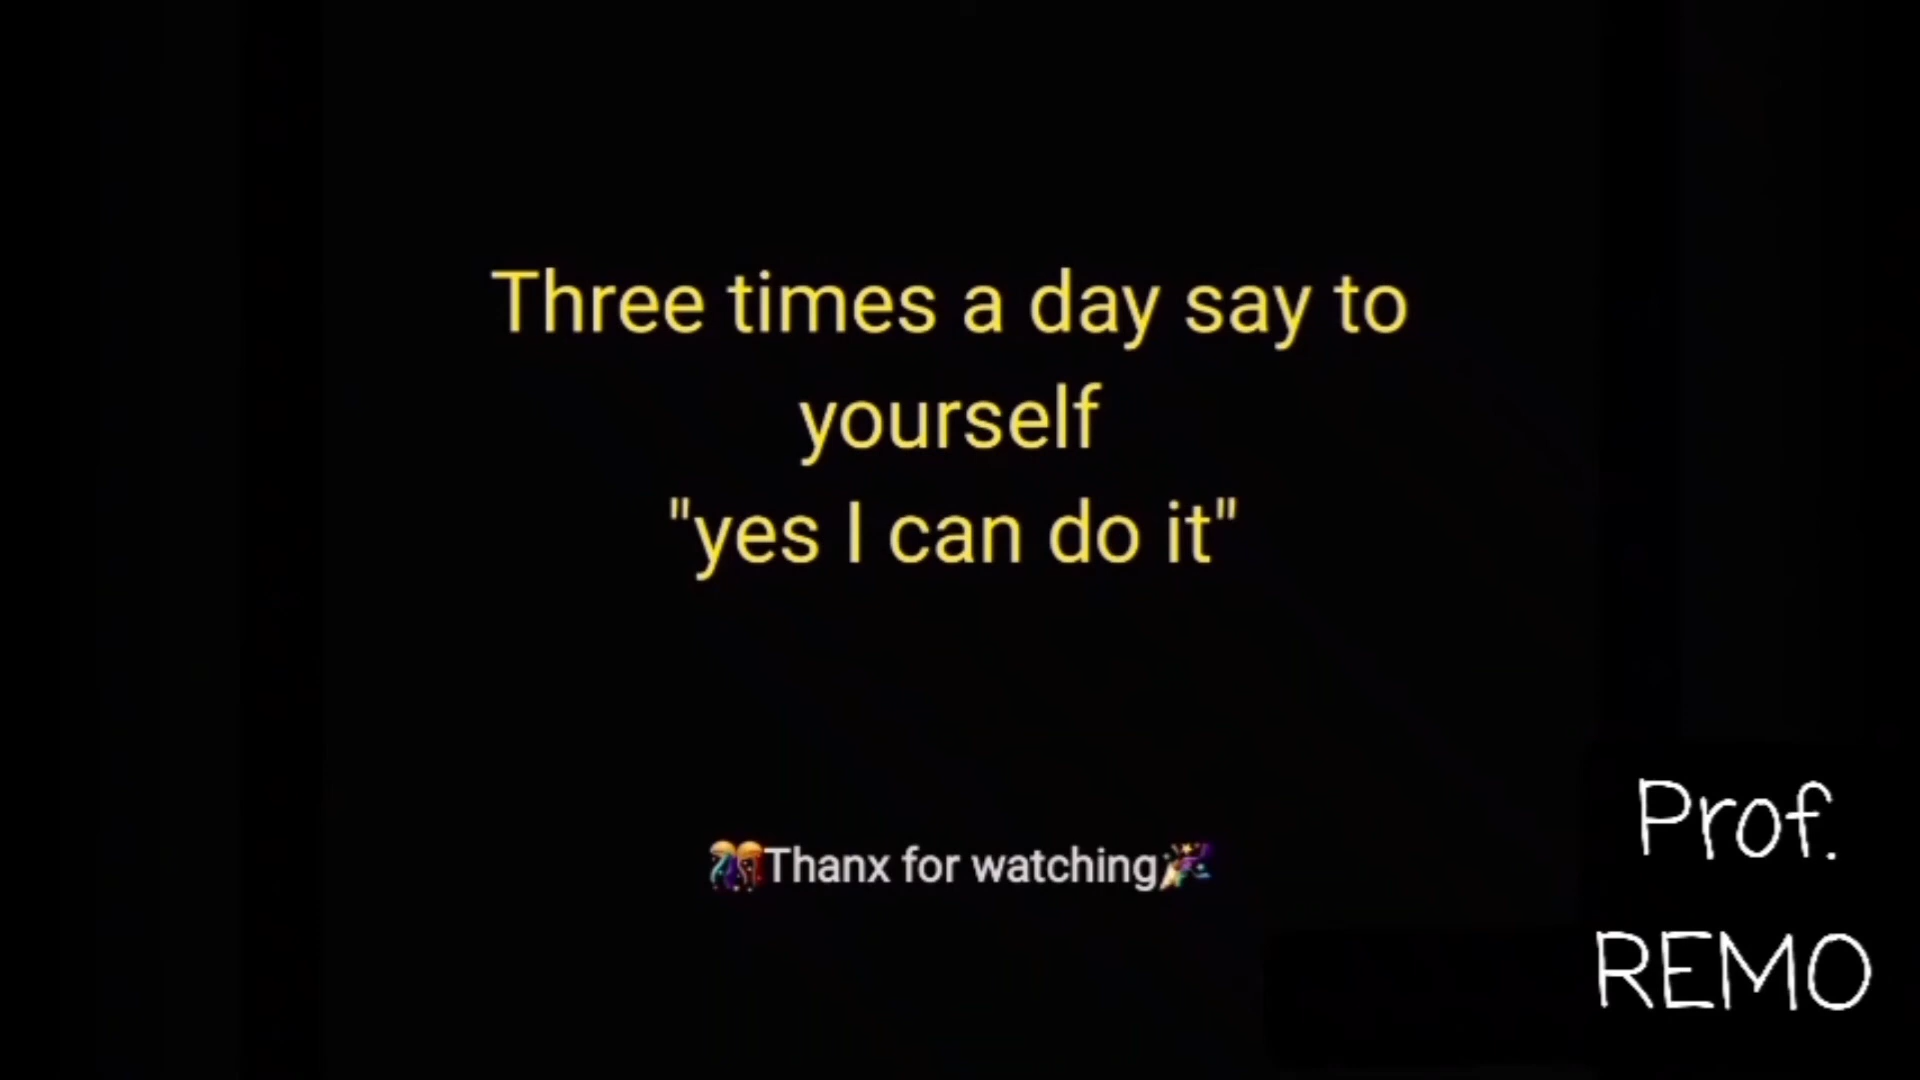 Three times a day say to
yourself
"yes I can do it"
🎊Thanx for watching🎉
Prof.
REMO